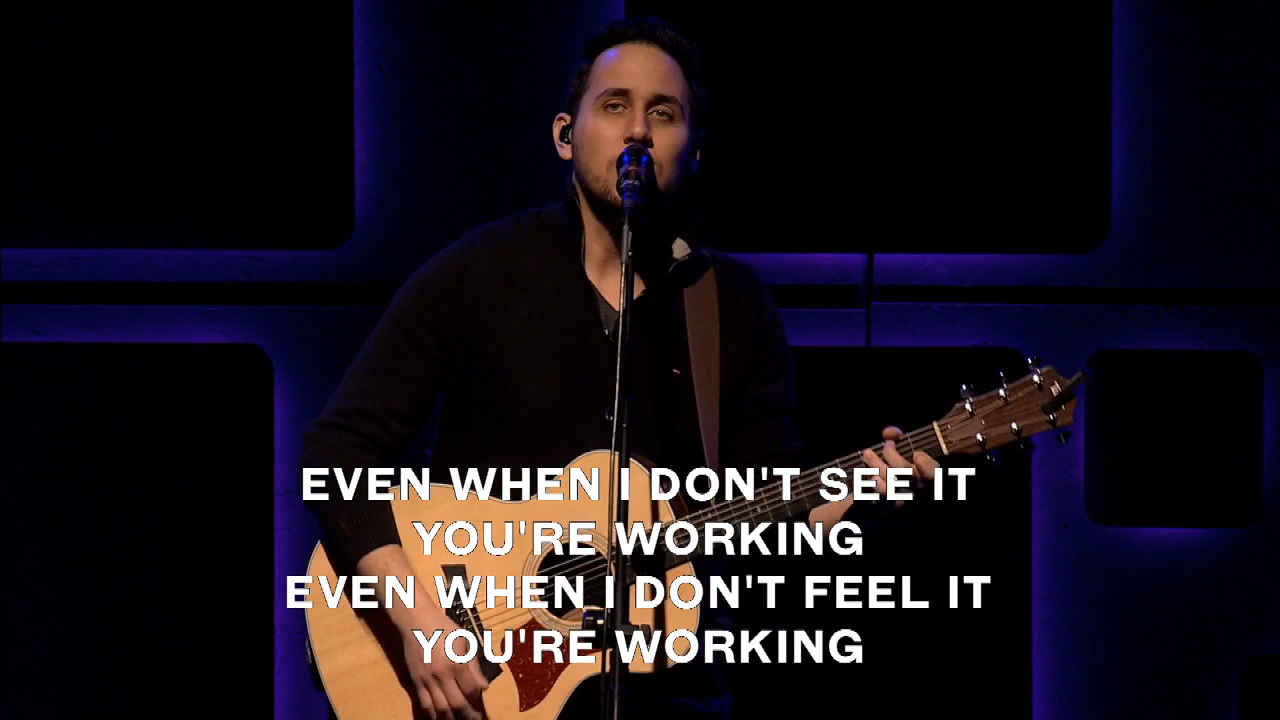 EVEN WHEN I DON'T SEE IT
YOU'RE WORKING
EVEN WHEN I DON'T FEEL IT
YOU'RE WORKING